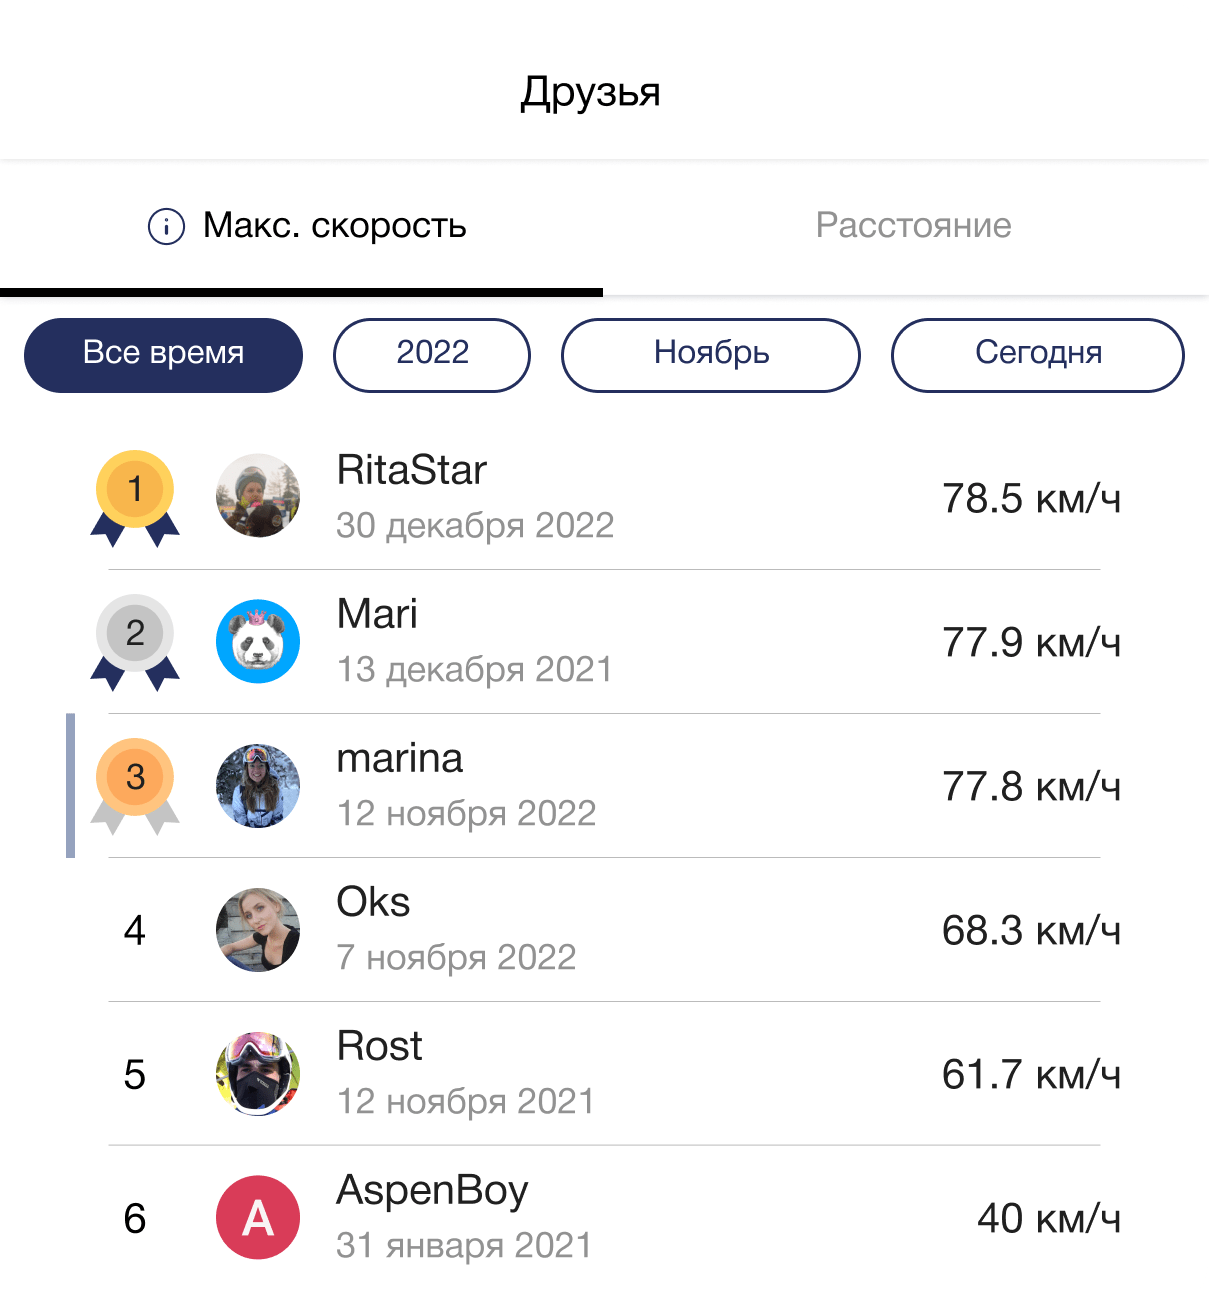 Друзья
Макс. скорость
Расстояние
Все время
2022
Ноябрь
Сегодня
1
RitaStar
30 декабря 2022
78.5 км/ч
2
Mari
13 декабря 2021
77.9 км/ч
3
marina
12 ноября 2022
77.8 км/ч
4
Oks
7 ноября 2022
68.3 км/ч
5
Rost
12 ноября 2021
61.7 км/ч
6
A
AspenBoy
31 января 2021
40 км/ч